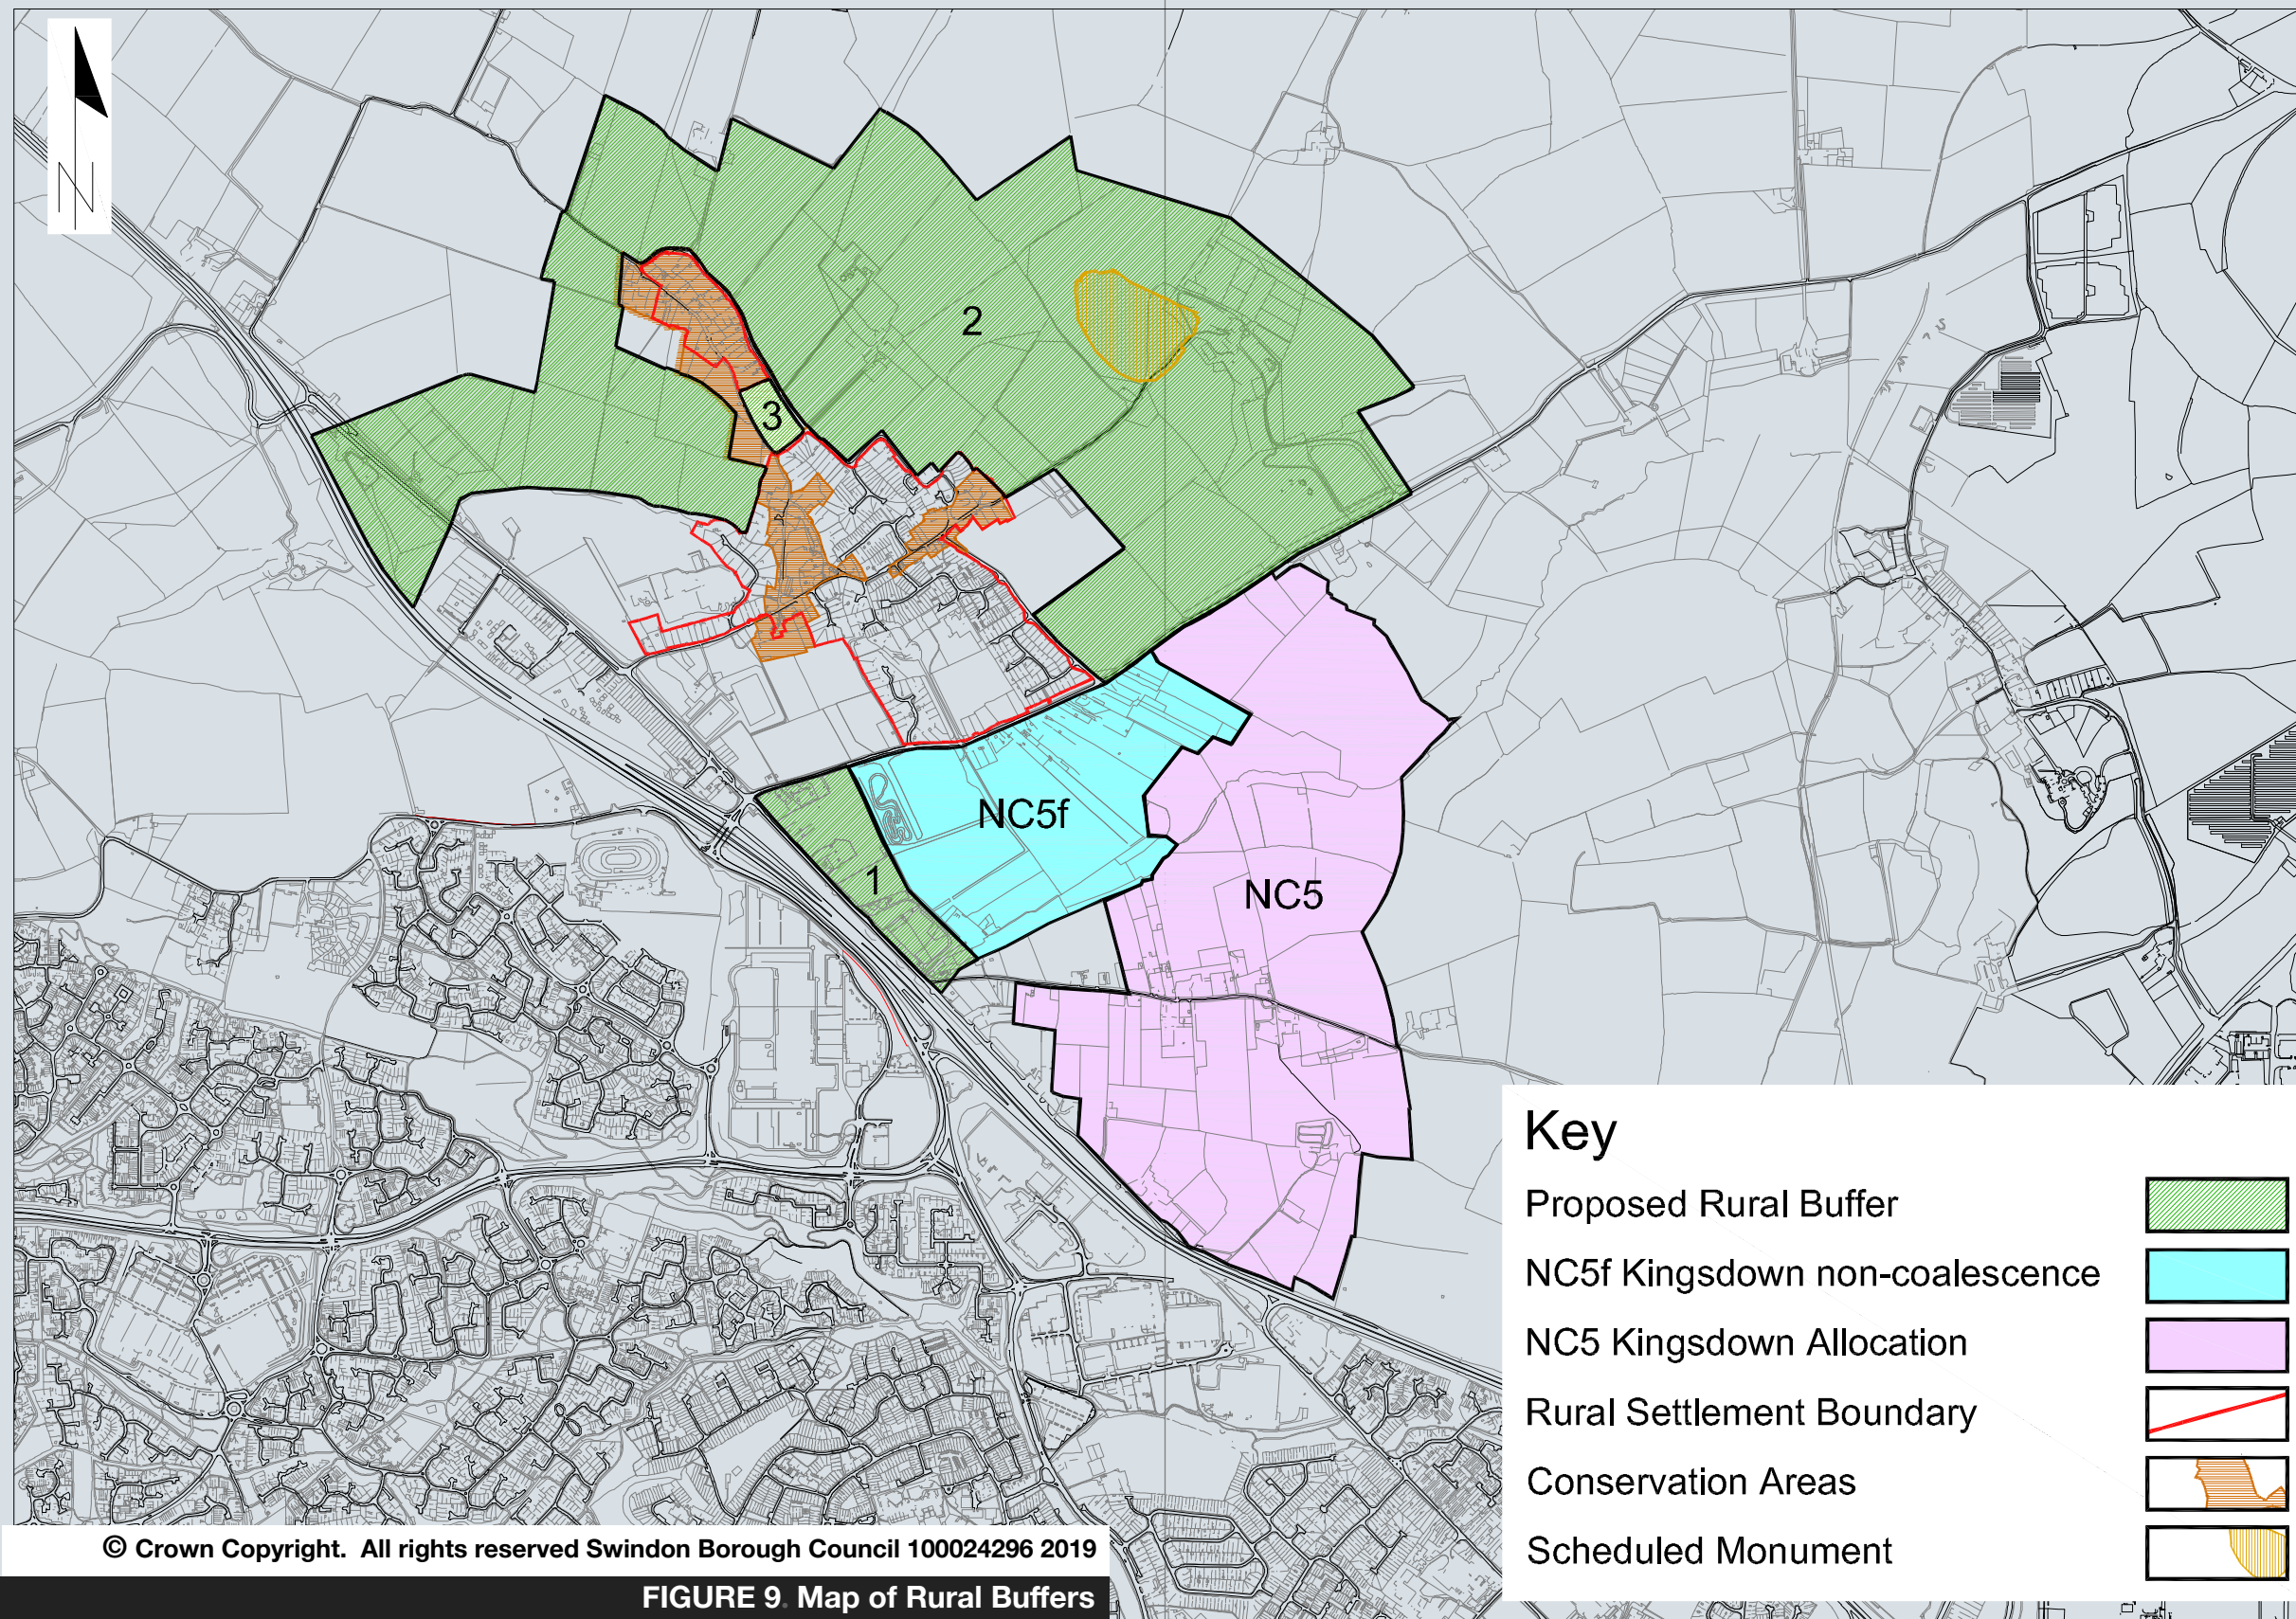 N
2
3
NC5f
1
NC5
Key
Proposed Rural Buffer
NC5f Kingsdown non-coalescence
NC5 Kingsdown Allocation
Rural Settlement Boundary
Conservation Areas
Scheduled Monument
© Crown Copyright. All rights reserved Swindon Borough Council 100024296 2019
FIGURE 9. Map of Rural Buffers